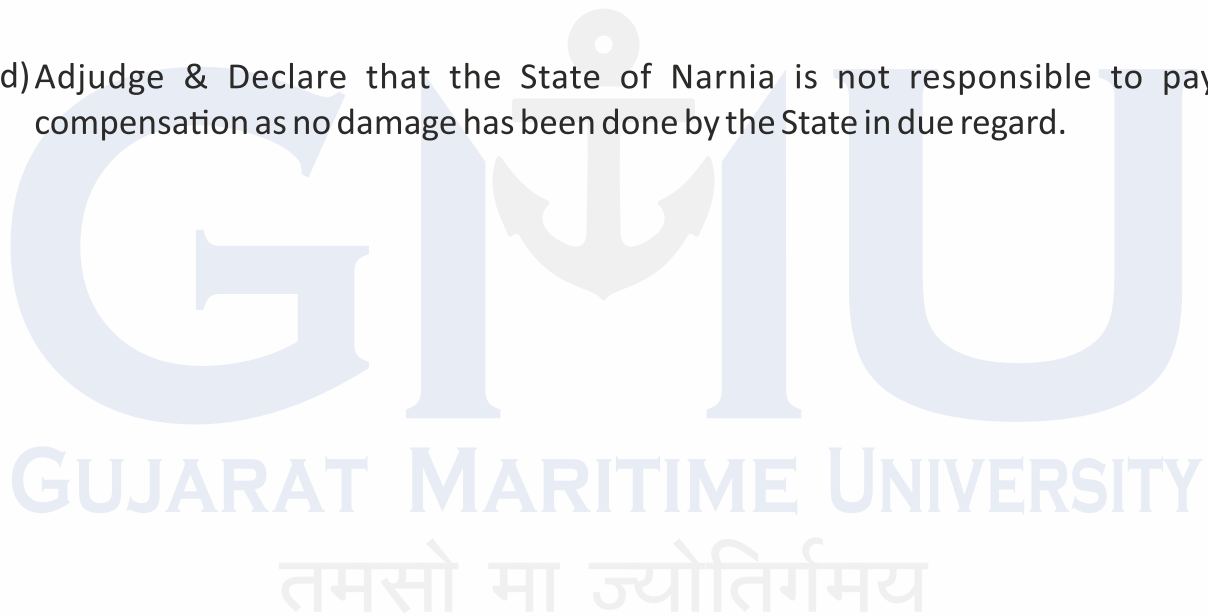 d) Adjudge & Declare that the State of Narnia is not responsible to pay
compensation as no damage has been done by the State in due regard.
GMU
GUJARAT MARITIME UNIVERSITY
तमसो मा ज्योतिर्गमय